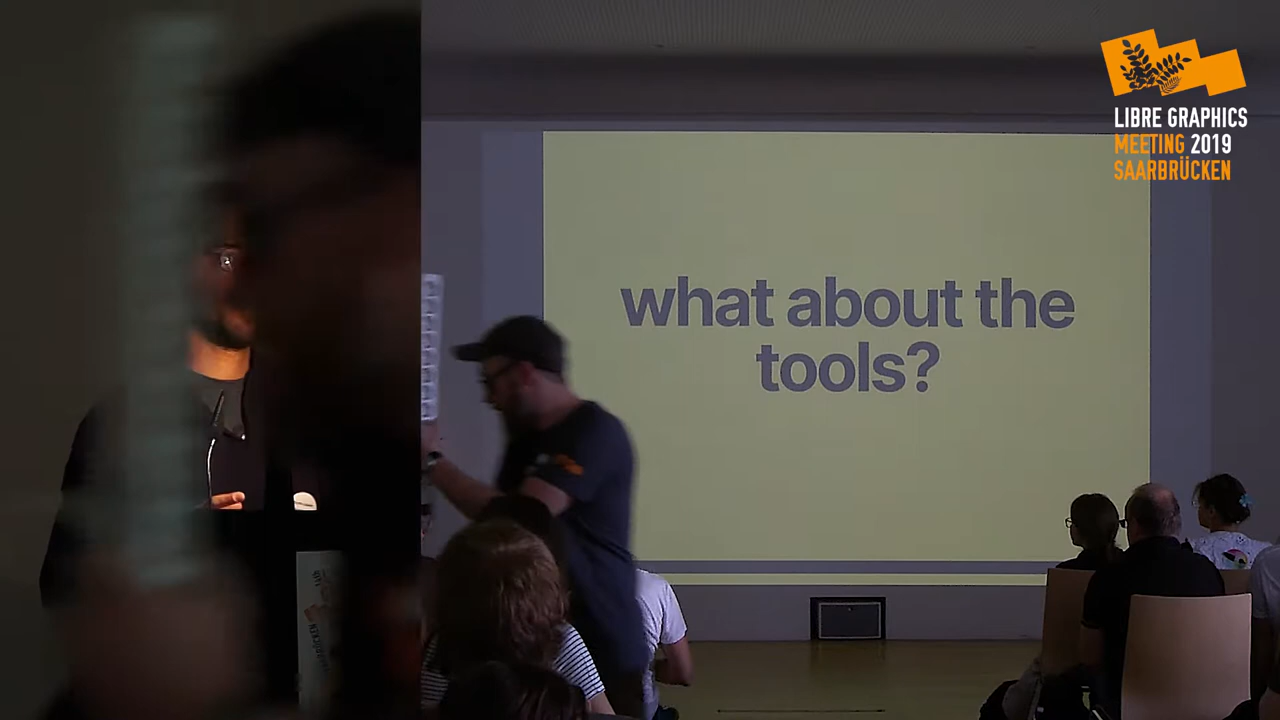 LIBRE GRAPHICS
MEETING 2019
SAARBRÜCKEN
what about the
tools?